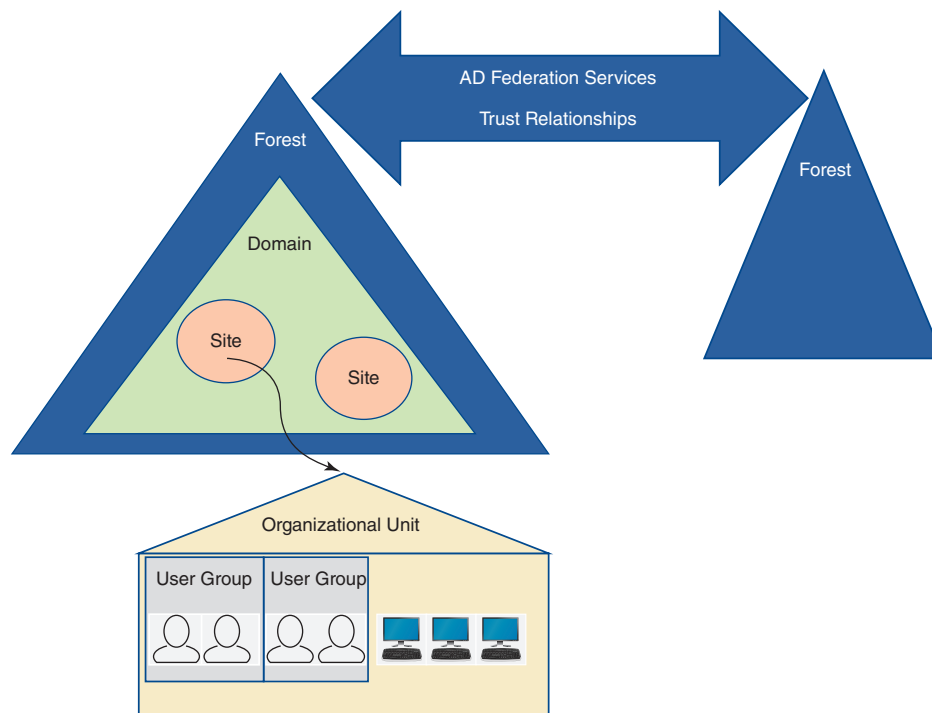 AD Federation Services
Trust Relationships
Forest
Forest
Domain
Site
Site
Organizational Unit
User Group
User Group